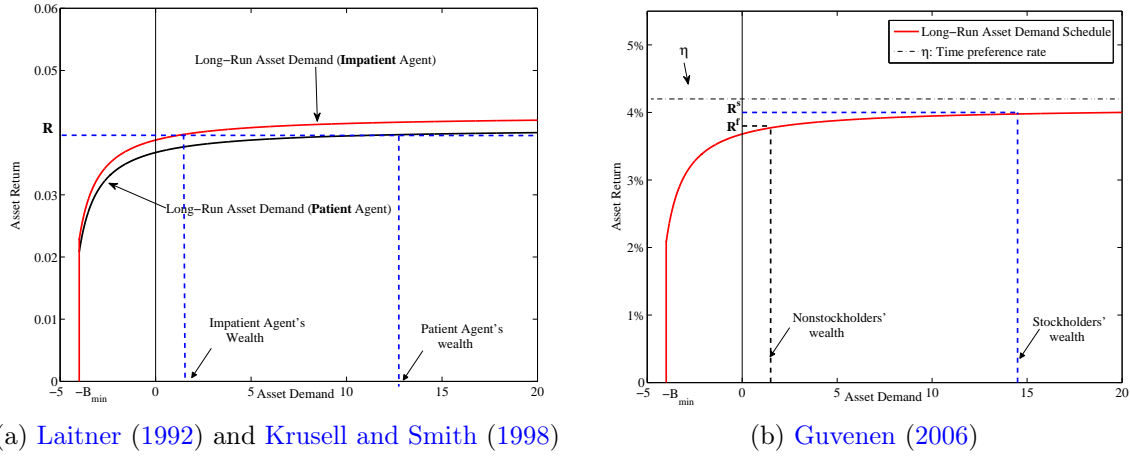 0.06
0.05
0.04
0.03
0.02
0.01
0
Asset Return
R
Long−Run Asset Demand (Impatient Agent)
Long−Run Asset Demand (Patient Agent)
Impatient Agent's
Wealth
Patient Agent's
wealth
−5 −B_min 0 5 10 15 20
Asset Demand
(a) Laitner (1992) and Krusell and Smith (1998)
5%
4%
3%
2%
1%
0
Asset Return
Long−Run Asset Demand Schedule
η: Time preference rate
η
R^s
R^f
Nonstockholders'
wealth
Stockholders'
wealth
−5 −B_min 0 5 10 15 20
Asset Demand
(b) Guvenen (2006)